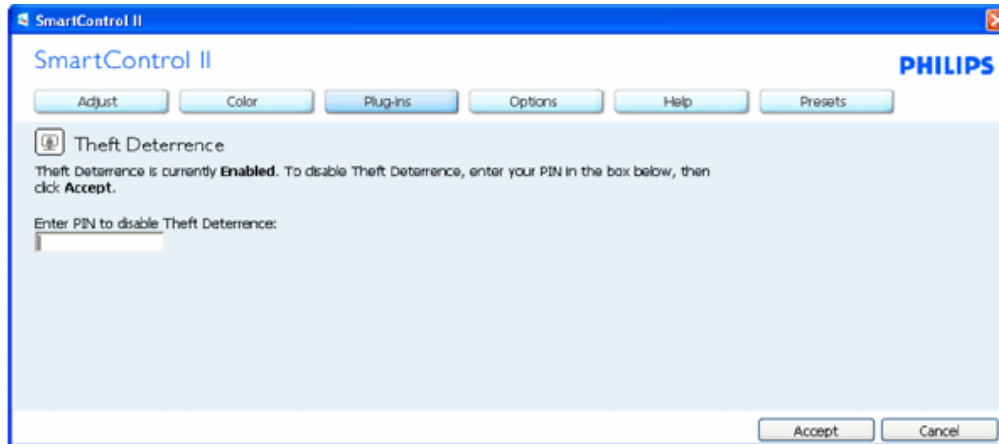 SmartControl II
SmartControl II
PHILIPS
Adjust Color Plug-ins Options Help Presets
Theft Deterrence
Theft Deterrence is currently Enabled. To disable Theft Deterrence, enter your PIN in the box below, then
click Accept.
Enter PIN to disable Theft Deterrence:
Accept Cancel